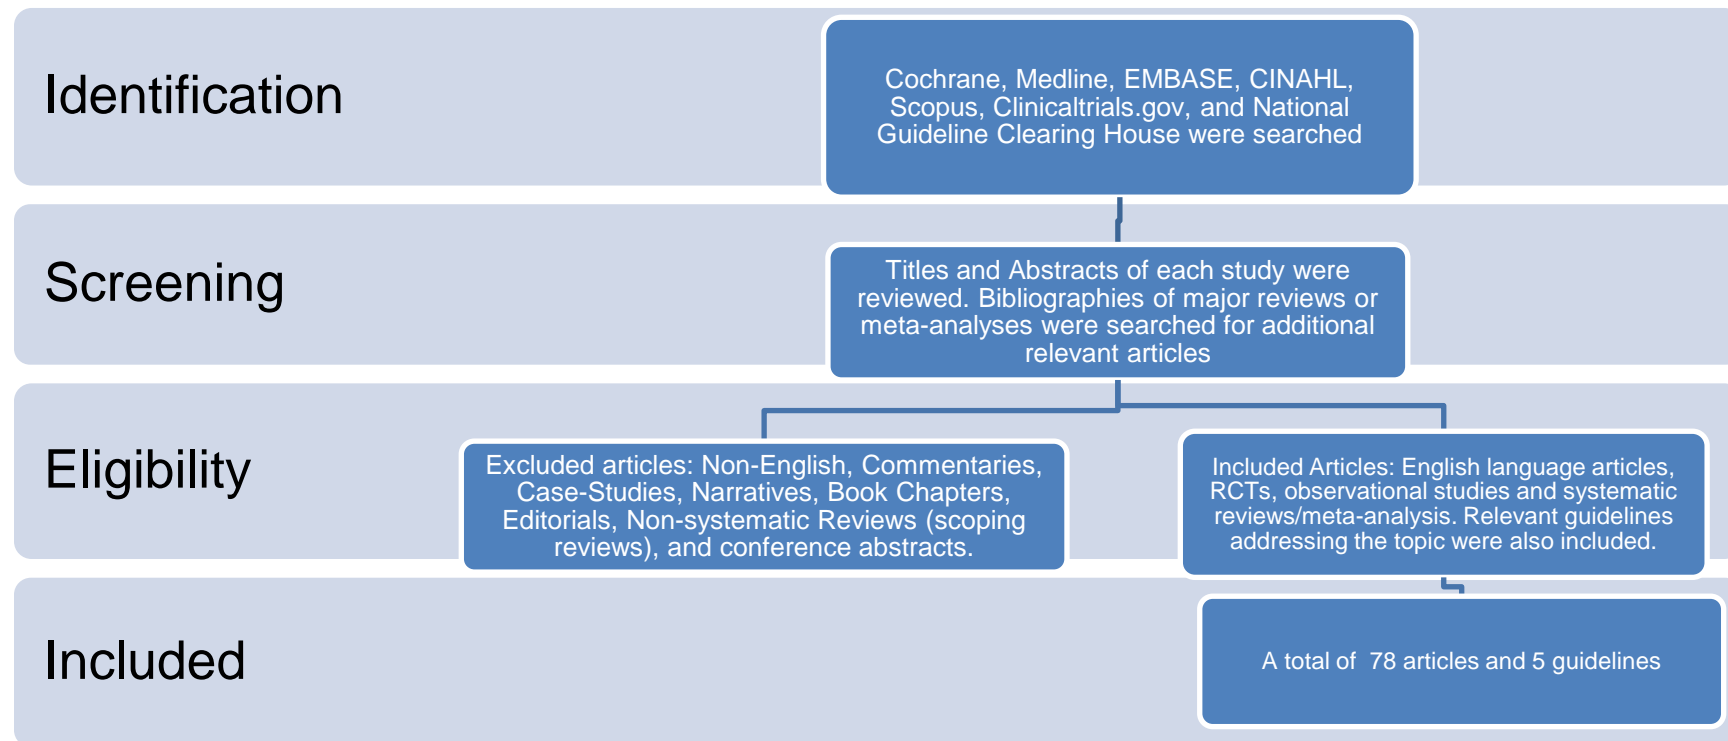 Identification
Cochrane, Medline, EMBASE, CINAHL,
Scopus, Clinicaltrials.gov, and National
Guideline Clearing House were searched
Screening
Titles and Abstracts of each study were
reviewed. Bibliographies of major reviews or
meta-analyses were searched for additional
relevant articles
Eligibility
Excluded articles: Non-English, Commentaries,
Case-Studies, Narratives, Book Chapters,
Editorials, Non-systematic Reviews (scoping
reviews), and conference abstracts.
Included Articles: English language articles,
RCTs, observational studies and systematic
reviews/meta-analysis. Relevant guidelines
addressing the topic were also included.
Included
A total of  78 articles and 5 guidelines